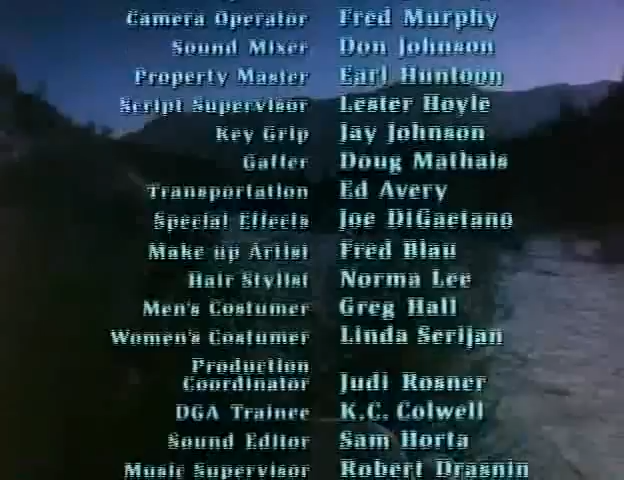 Camera Operator Fred Murphy
Sound Mixer Don Johnson
Property Master Earl Huntoon
Script Supervisor Lester Hoyle
Key Grip Jay Johnson
Gaffer Doug Mathais
Transportation Ed Avery
Special Effects Joe DiGaetano
Make up Artist Fred Blau
Hair Stylist Norma Lee
Men's Costumer Greg Hall
Women's Costumer Linda Serijan
Production
Coordinator Judi Rosner
DGA Trainee K.C. Colwell
Sound Editor Sam Horta
Music Supervisor Robert Drasnin